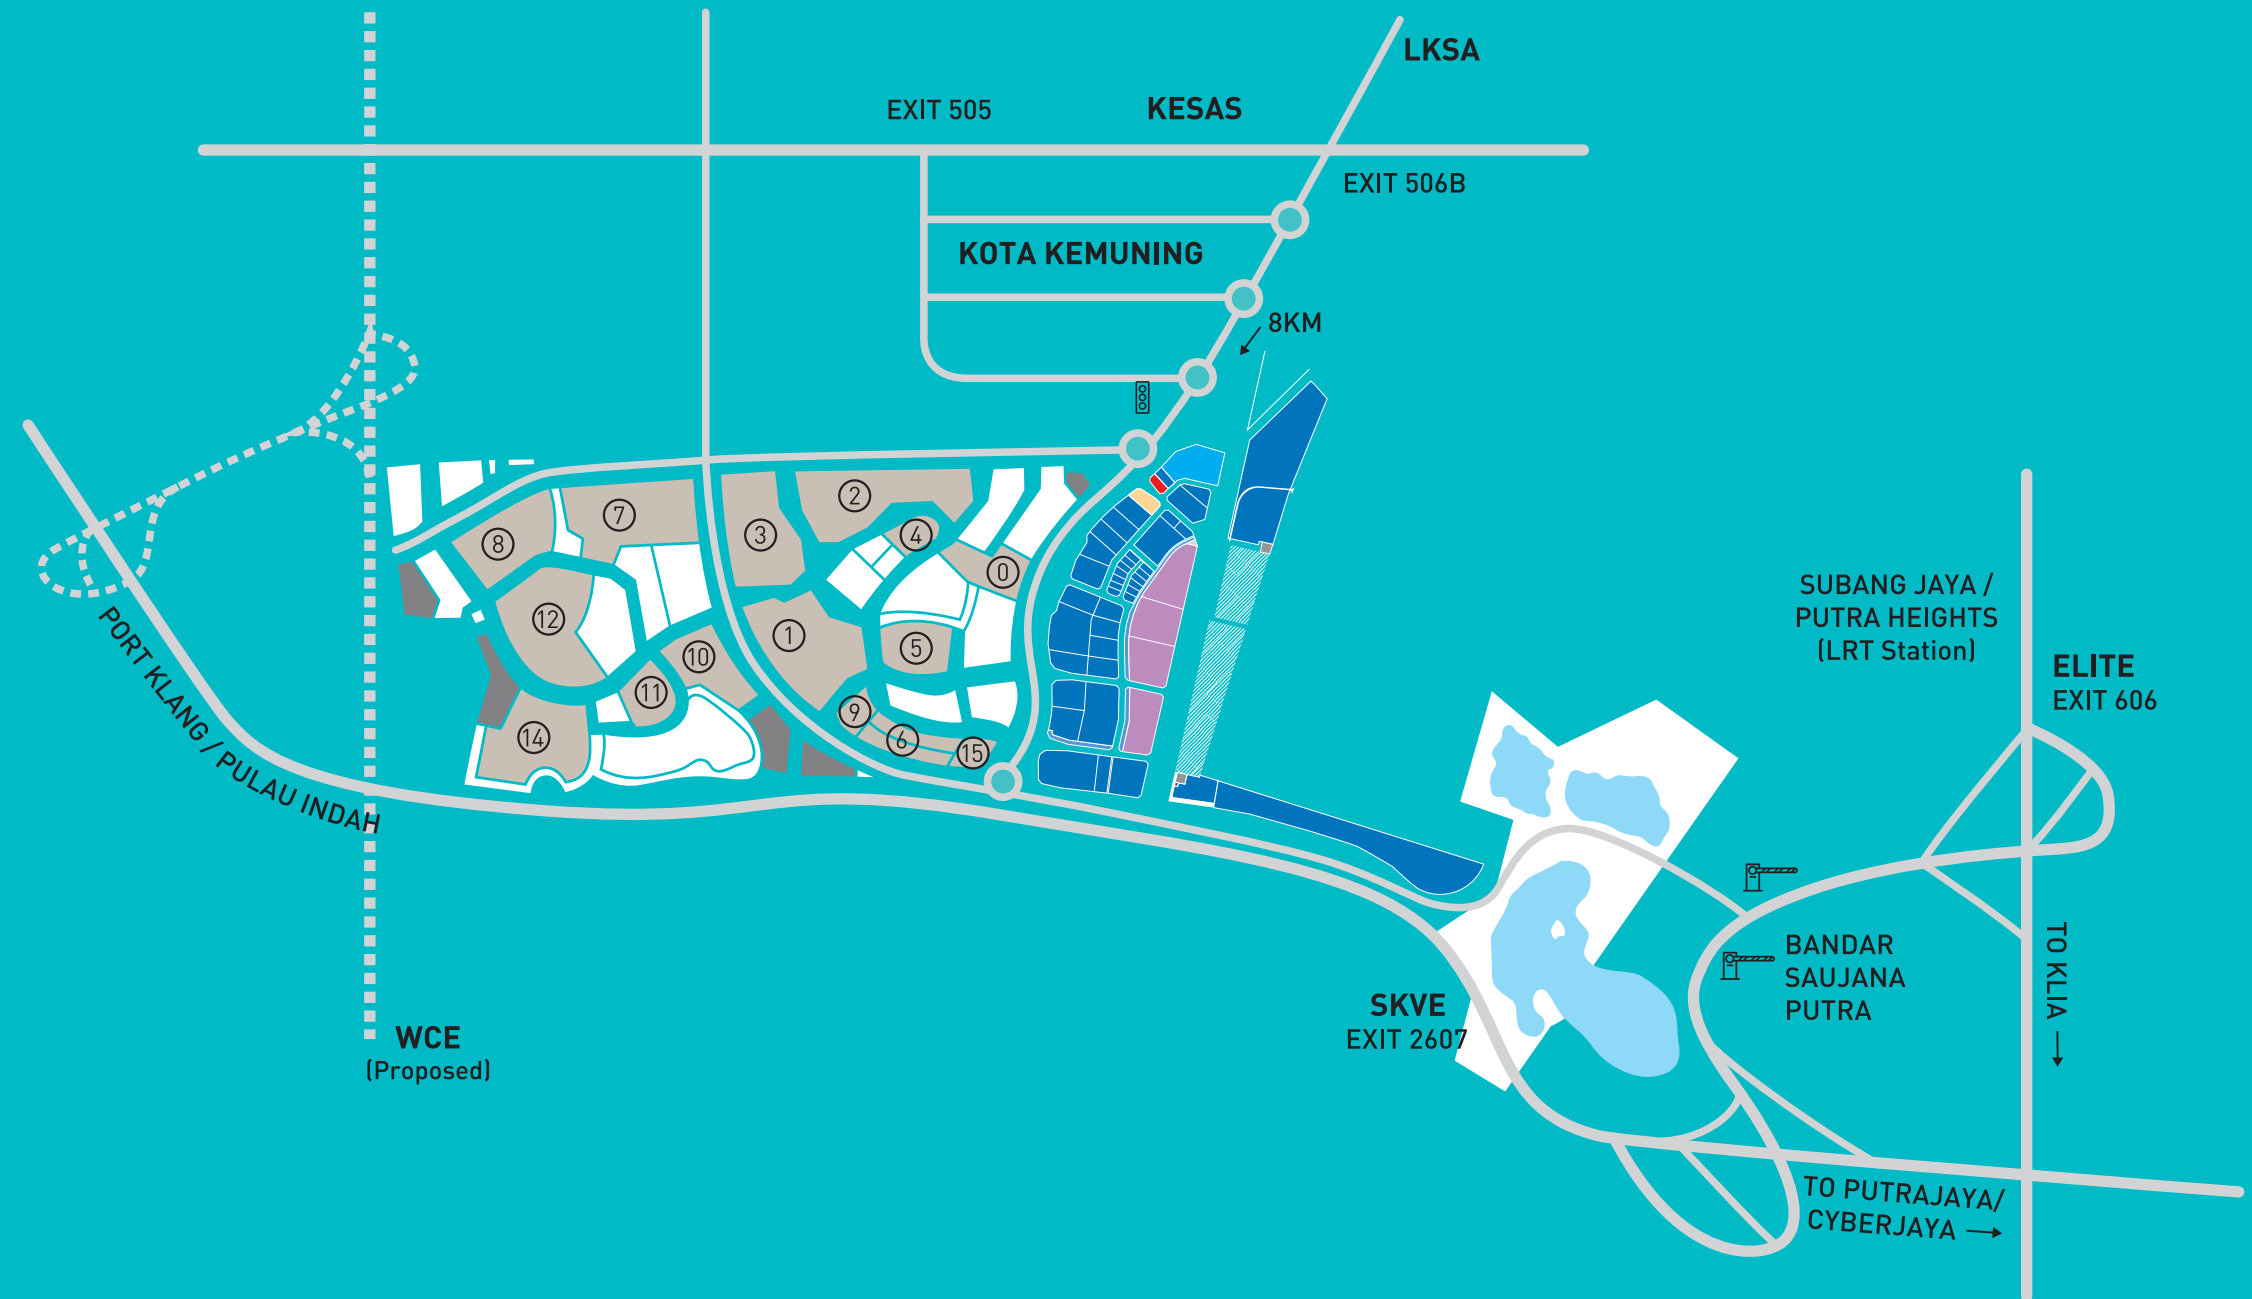 LKSA
EXIT 505
KESAS
EXIT 506B
KOTA KEMUNING
8KM
2
7
3
4
8
0
12
1
5
10
11
9
14
6
15
SUBANG JAYA /
PUTRA HEIGHTS
(LRT Station)
ELITE
EXIT 606
PORT KLANG / PULAU INDAH
TO KLIA
BANDAR
SAUJANA
PUTRA
SKVE
EXIT 2607
WCE
(Proposed)
TO PUTRAJAYA/
CYBERJAYA